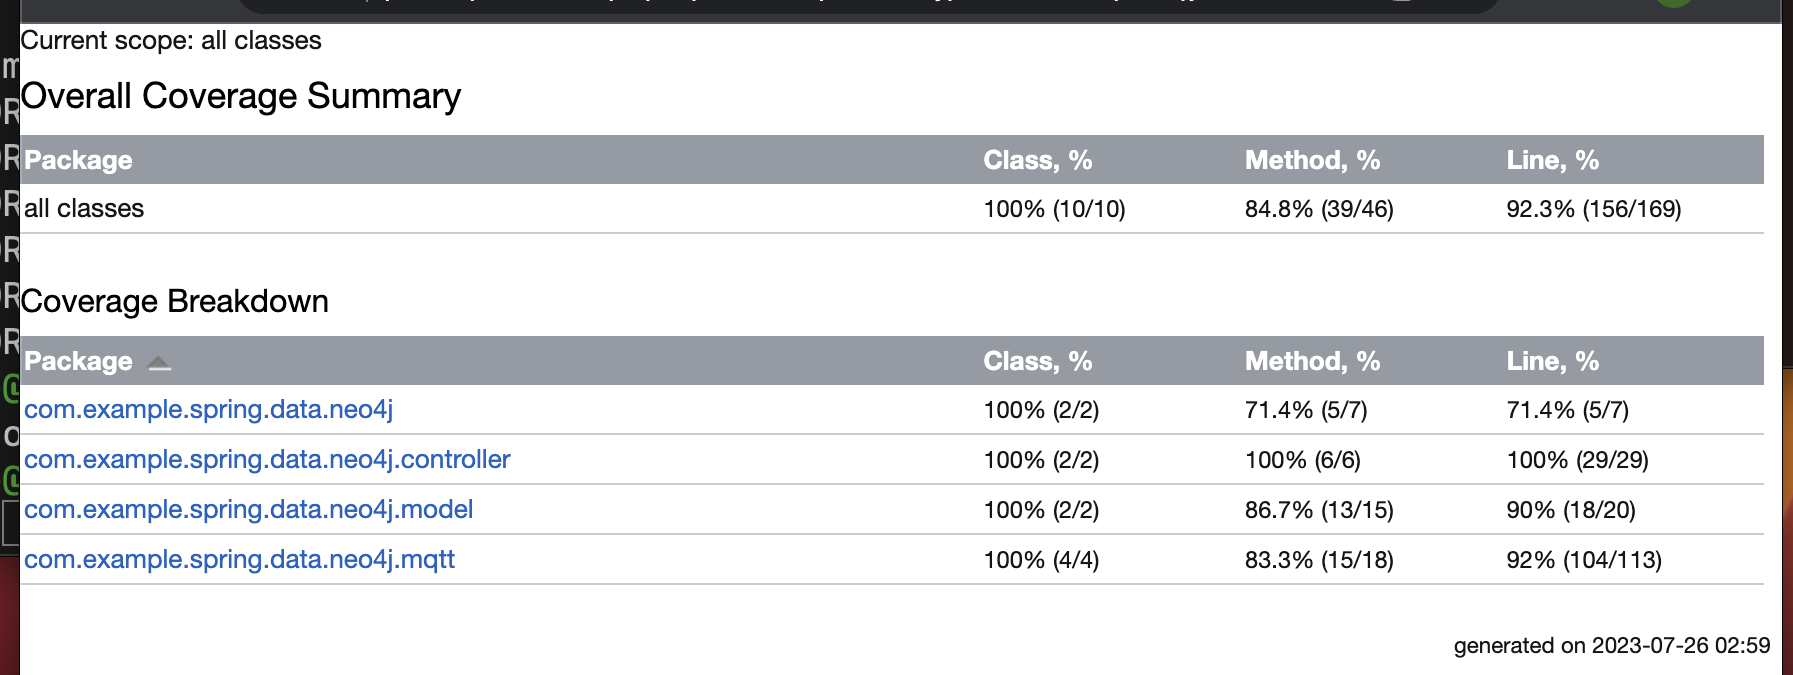 Current scope: all classes
Overall Coverage Summary
Package Class, % Method, % Line, %
all classes 100% (10/10) 84.8% (39/46) 92.3% (156/169)
Coverage Breakdown
Package Class, % Method, % Line, %
com.example.spring.data.neo4j 100% (2/2) 71.4% (5/7) 71.4% (5/7)
com.example.spring.data.neo4j.controller 100% (2/2) 100% (6/6) 100% (29/29)
com.example.spring.data.neo4j.model 100% (2/2) 86.7% (13/15) 90% (18/20)
com.example.spring.data.neo4j.mqtt 100% (4/4) 83.3% (15/18) 92% (104/113)
generated on 2023-07-26 02:59